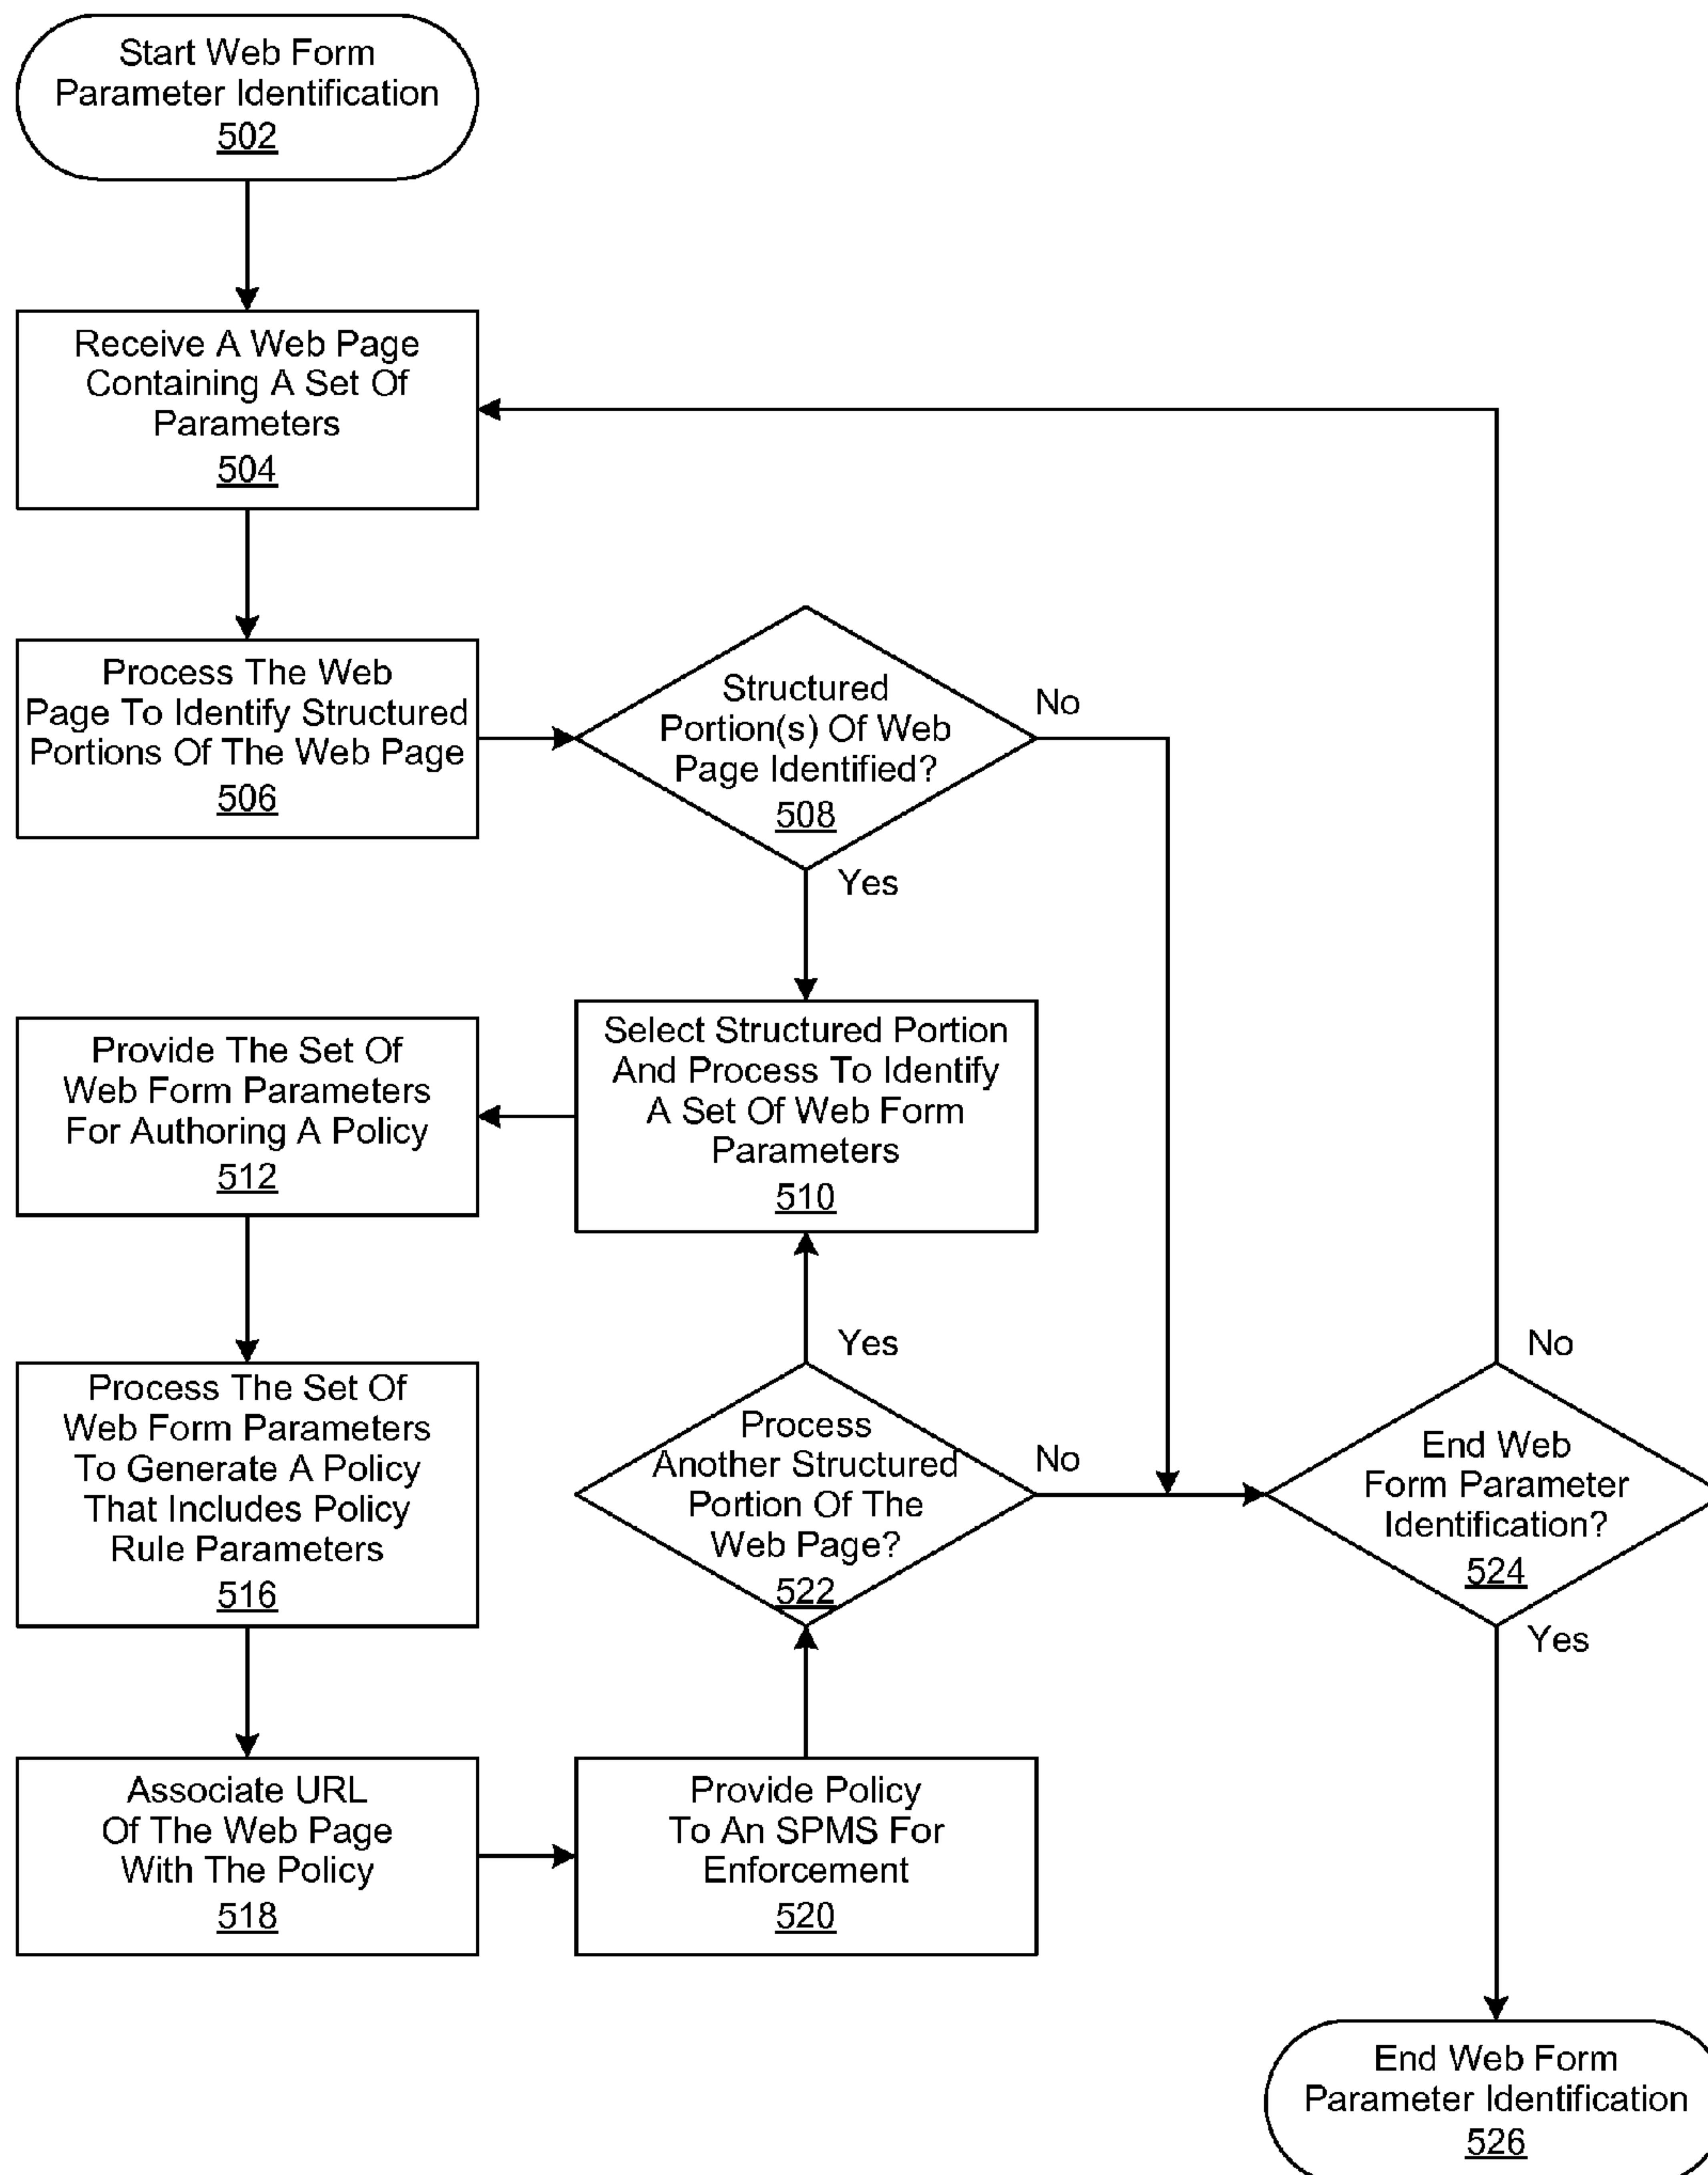 Start Web Form
Parameter Identification
502
Receive A Web Page
Containing A Set Of
Parameters
504
Process The Web
Page To Identify Structured
Portions Of The Web Page
506
Structured
Portion(s) Of Web
Page Identified?
508
No
Yes
Select Structured Portion
And Process To Identify
A Set Of Web Form
Parameters
510
Provide The Set Of
Web Form Parameters
For Authoring A Policy
512
Process The Set Of
Web Form Parameters
To Generate A Policy
That Includes Policy
Rule Parameters
516
Associate URL
Of The Web Page
With The Policy
518
Provide Policy
To An SPMS For
Enforcement
520
Process
Another Structured
Portion Of The
Web Page?
522
Yes
No
End Web
Form Parameter
Identification?
524
No
Yes
End Web Form
Parameter Identification
526